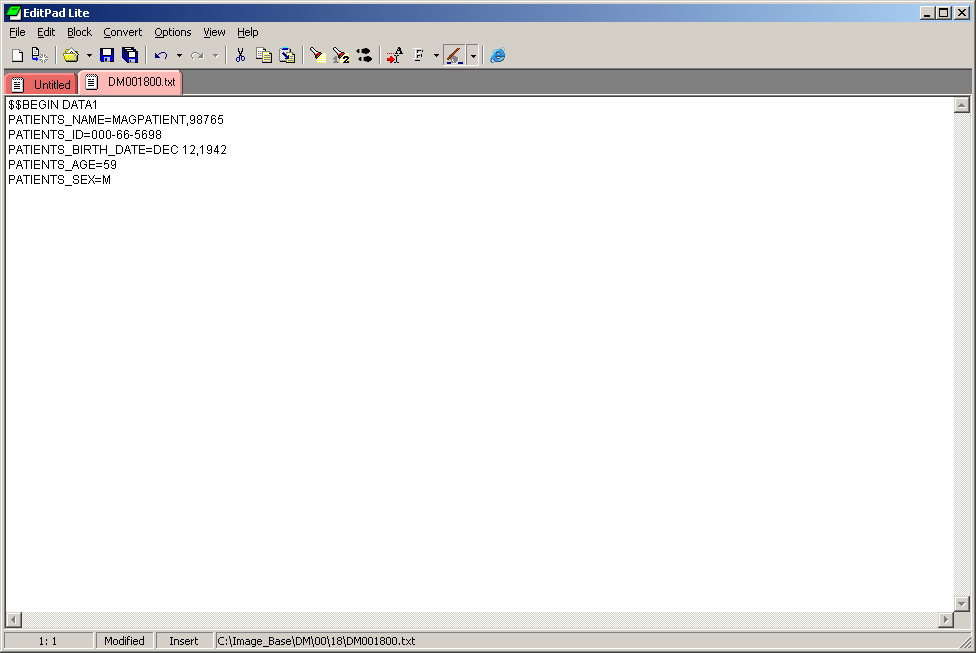 EditPad Lite
File Edit Block Convert Options View Help
Untitled DM001800.txt
$$BEGIN DATA1
PATIENTS_NAME=MAGPATIENT,98765
PATIENTS_ID=000-66-5698
PATIENTS_BIRTH_DATE=DEC 12,1942
PATIENTS_AGE=59
PATIENTS_SEX=M
1: 1 Modified Insert C:\Image_Base\DM\00\18\DM001800.txt